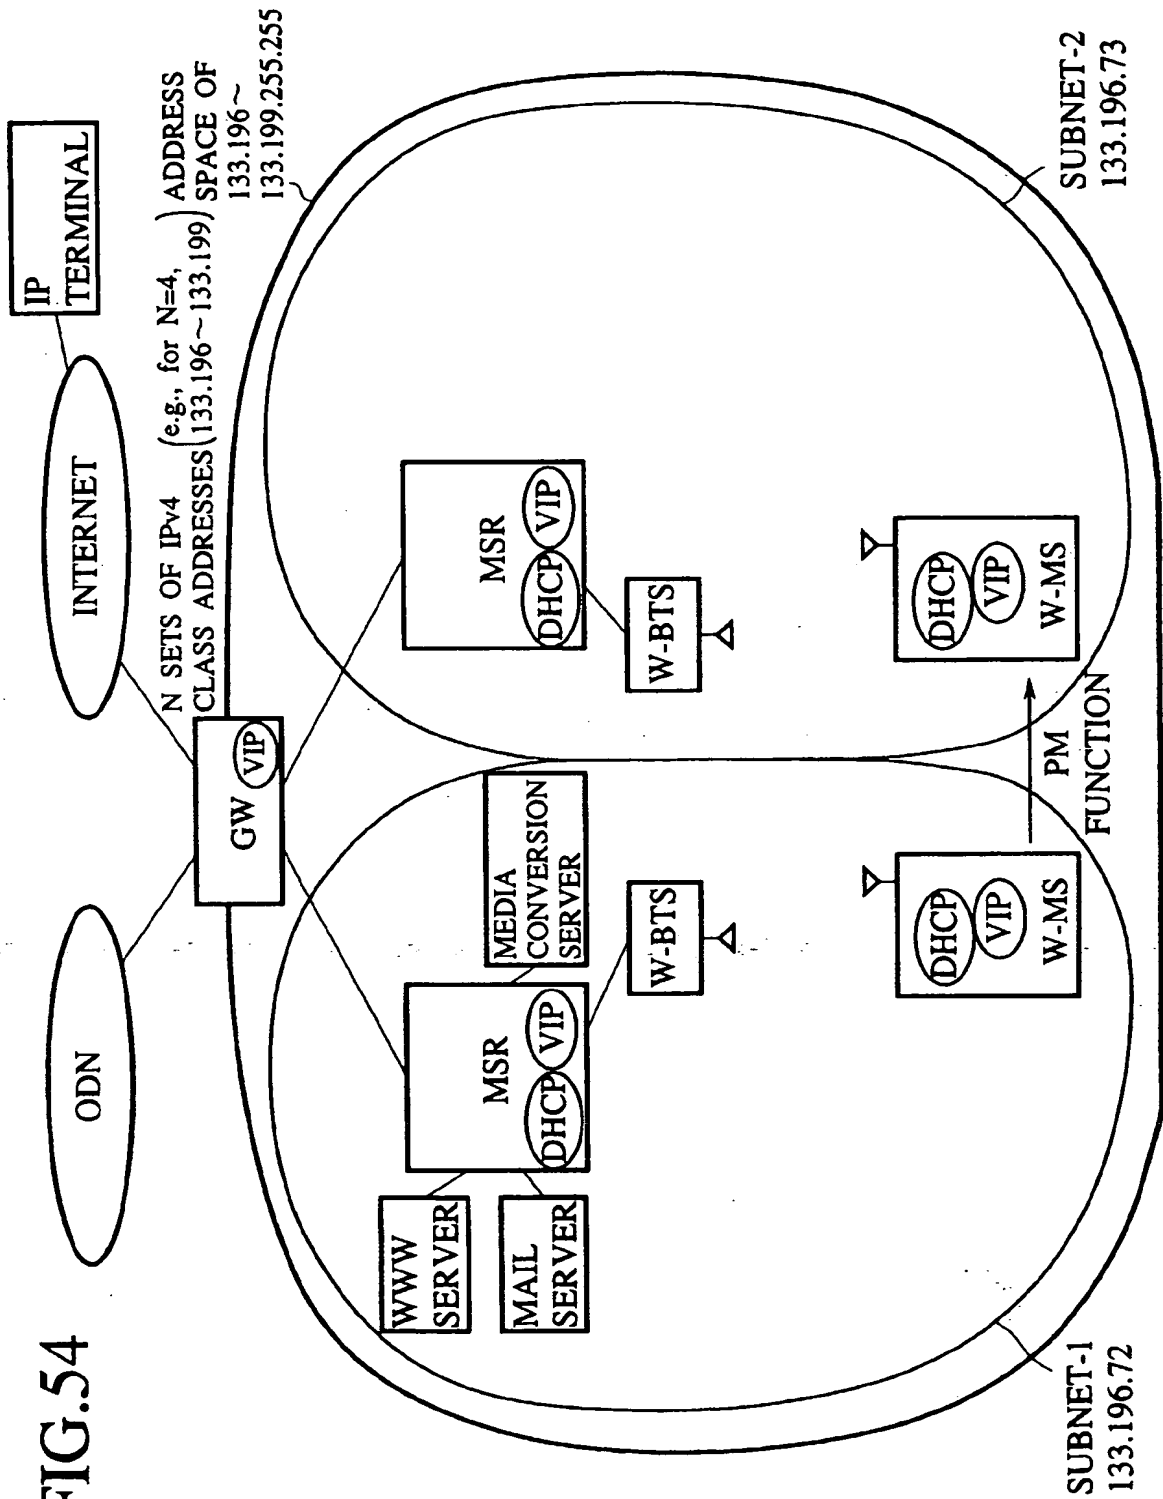 FIG.54
ODN
INTERNET
IP
TERMINAL
GW
VIP
N SETS OF IPv4
CLASS ADDRESSES
(e.g., for N=4,
133.196~133.199)
ADDRESS
SPACE OF
133.196~
133.199.255.255
WWW
SERVER
MAIL
SERVER
MSR
DHCP
VIP
MEDIA
CONVERSION
SERVER
W-BTS
MSR
DHCP
VIP
W-BTS
DHCP
VIP
W-MS
PM
FUNCTION
DHCP
VIP
W-MS
SUBNET-1
133.196.72
SUBNET-2
133.196.73